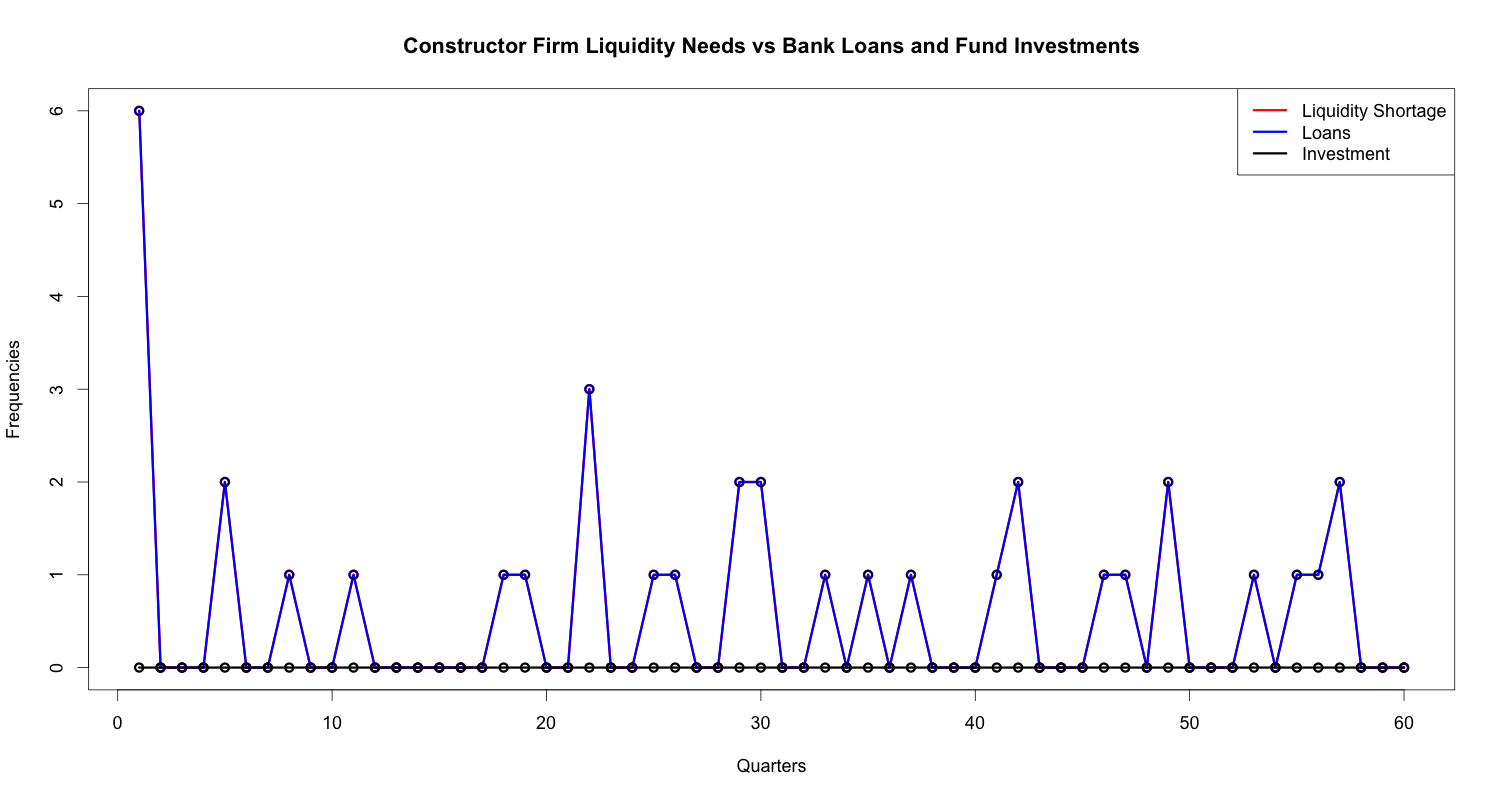 Constructor Firm Liquidity Needs vs Bank Loans and Fund Investments
Liquidity Shortage
Loans
Investment
Frequencies
6
5
4
3
2
1
0
0 10 20 30 40 50 60
Quarters